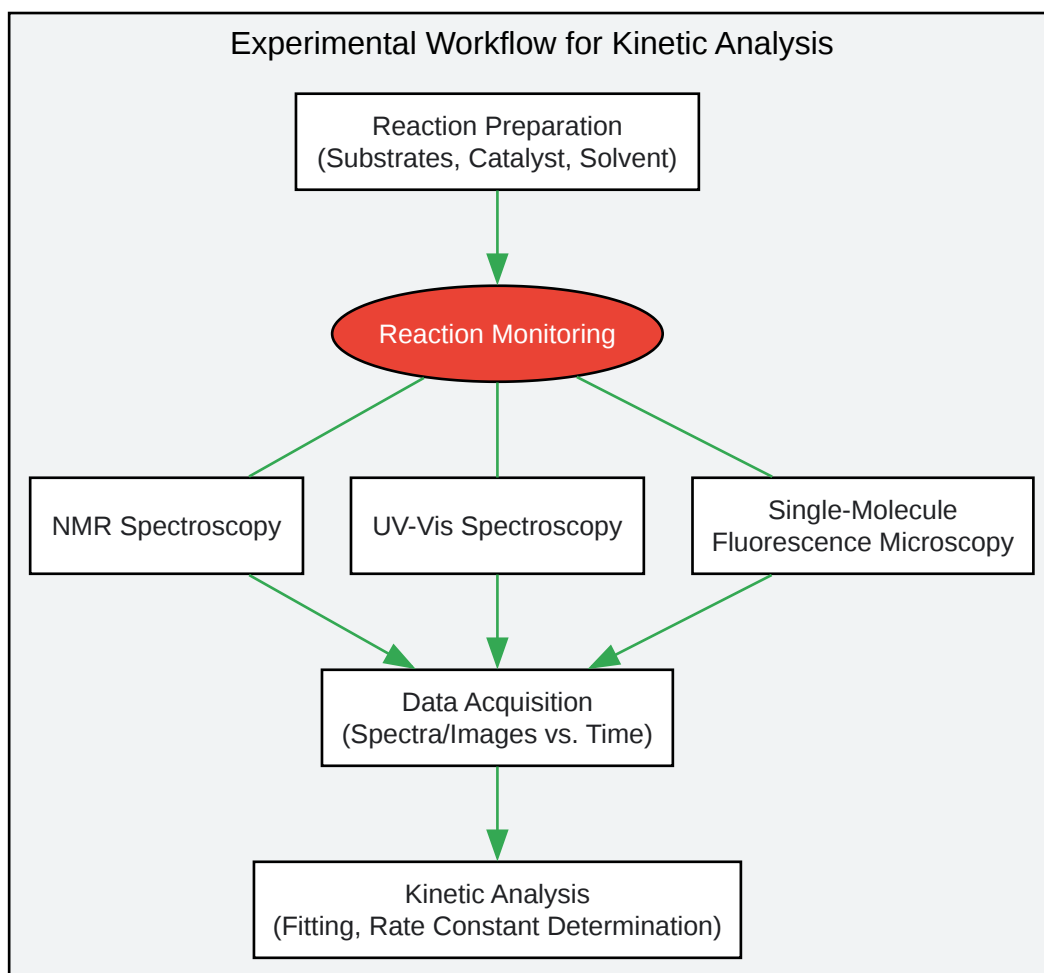 Experimental Workflow for Kinetic Analysis
Reaction Preparation
(Substrates, Catalyst, Solvent)
Reaction Monitoring
NMR Spectroscopy
UV-Vis Spectroscopy
Single-Molecule
Fluorescence Microscopy
Data Acquisition
(Spectra/Images vs. Time)
Kinetic Analysis
(Fitting, Rate Constant Determination)